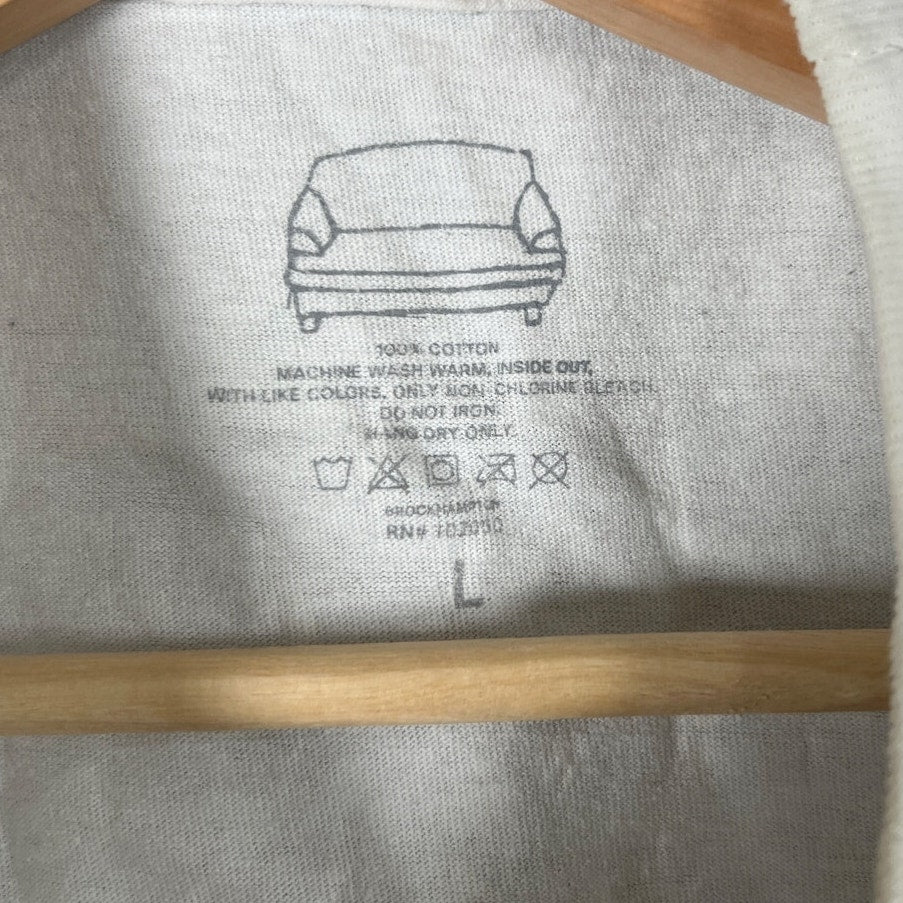 100% COTTON
MACHINE WASH WARM, INSIDE OUT,
WITH LIKE COLORS. ONLY NON CHLORINE BLEACH.
DO NOT IRON.
HANG DRY ONLY.
BROCKHAMPTON
RN#
L